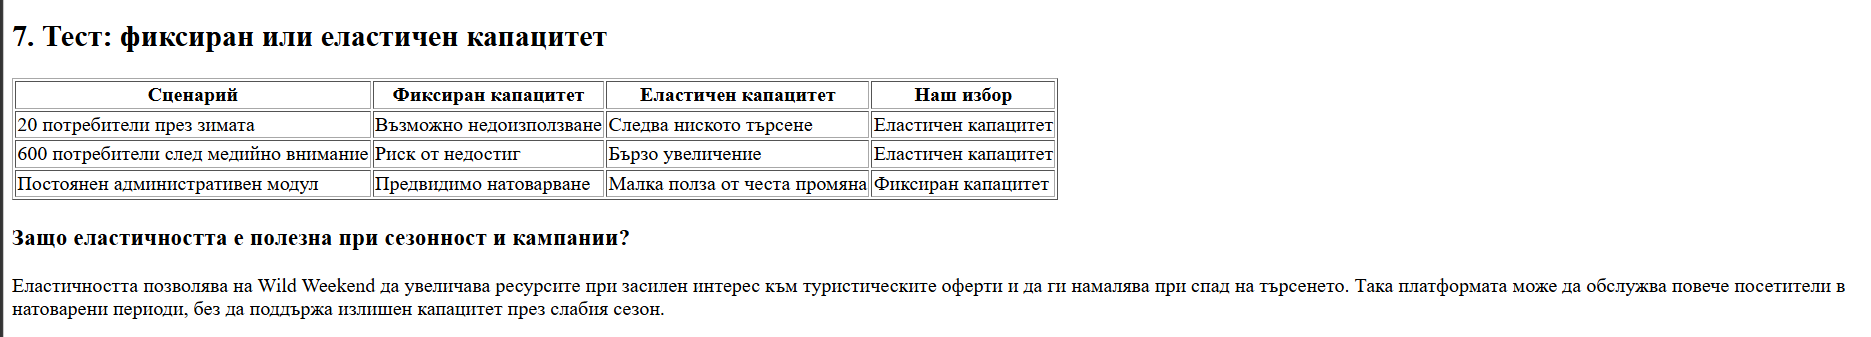 7. Тест: фиксиран или еластичен капацитет
Сценарий Фиксиран капацитет Еластичен капацитет Наш избор
20 потребители през зимата Възможно недоизползване Следва ниското търсене Еластичен капацитет
600 потребители след медийно внимание Риск от недостиг Бързо увеличение Еластичен капацитет
Постоянен административен модул Предвидимо натоварване Малка полза от честа промяна Фиксиран капацитет
Защо еластичността е полезна при сезонност и кампании?
Еластичността позволява на Wild Weekend да увеличава ресурсите при засилен интерес към туристическите оферти и да ги намалява при спад на търсенето. Така платформата може да обслужва повече посетители в
натоварени периоди, без да поддържа излишен капацитет през слабия сезон.